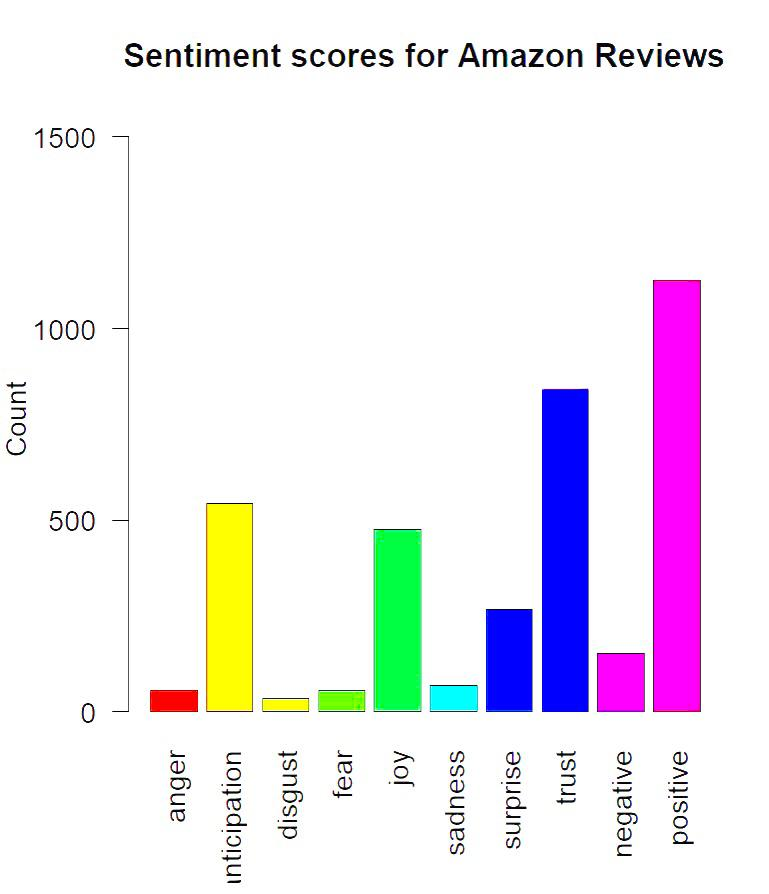 Sentiment scores for Amazon Reviews
1500
1000
500
0
Count
anger
nticipation
disgust
fear
joy
sadness
surprise
trust
negative
positive